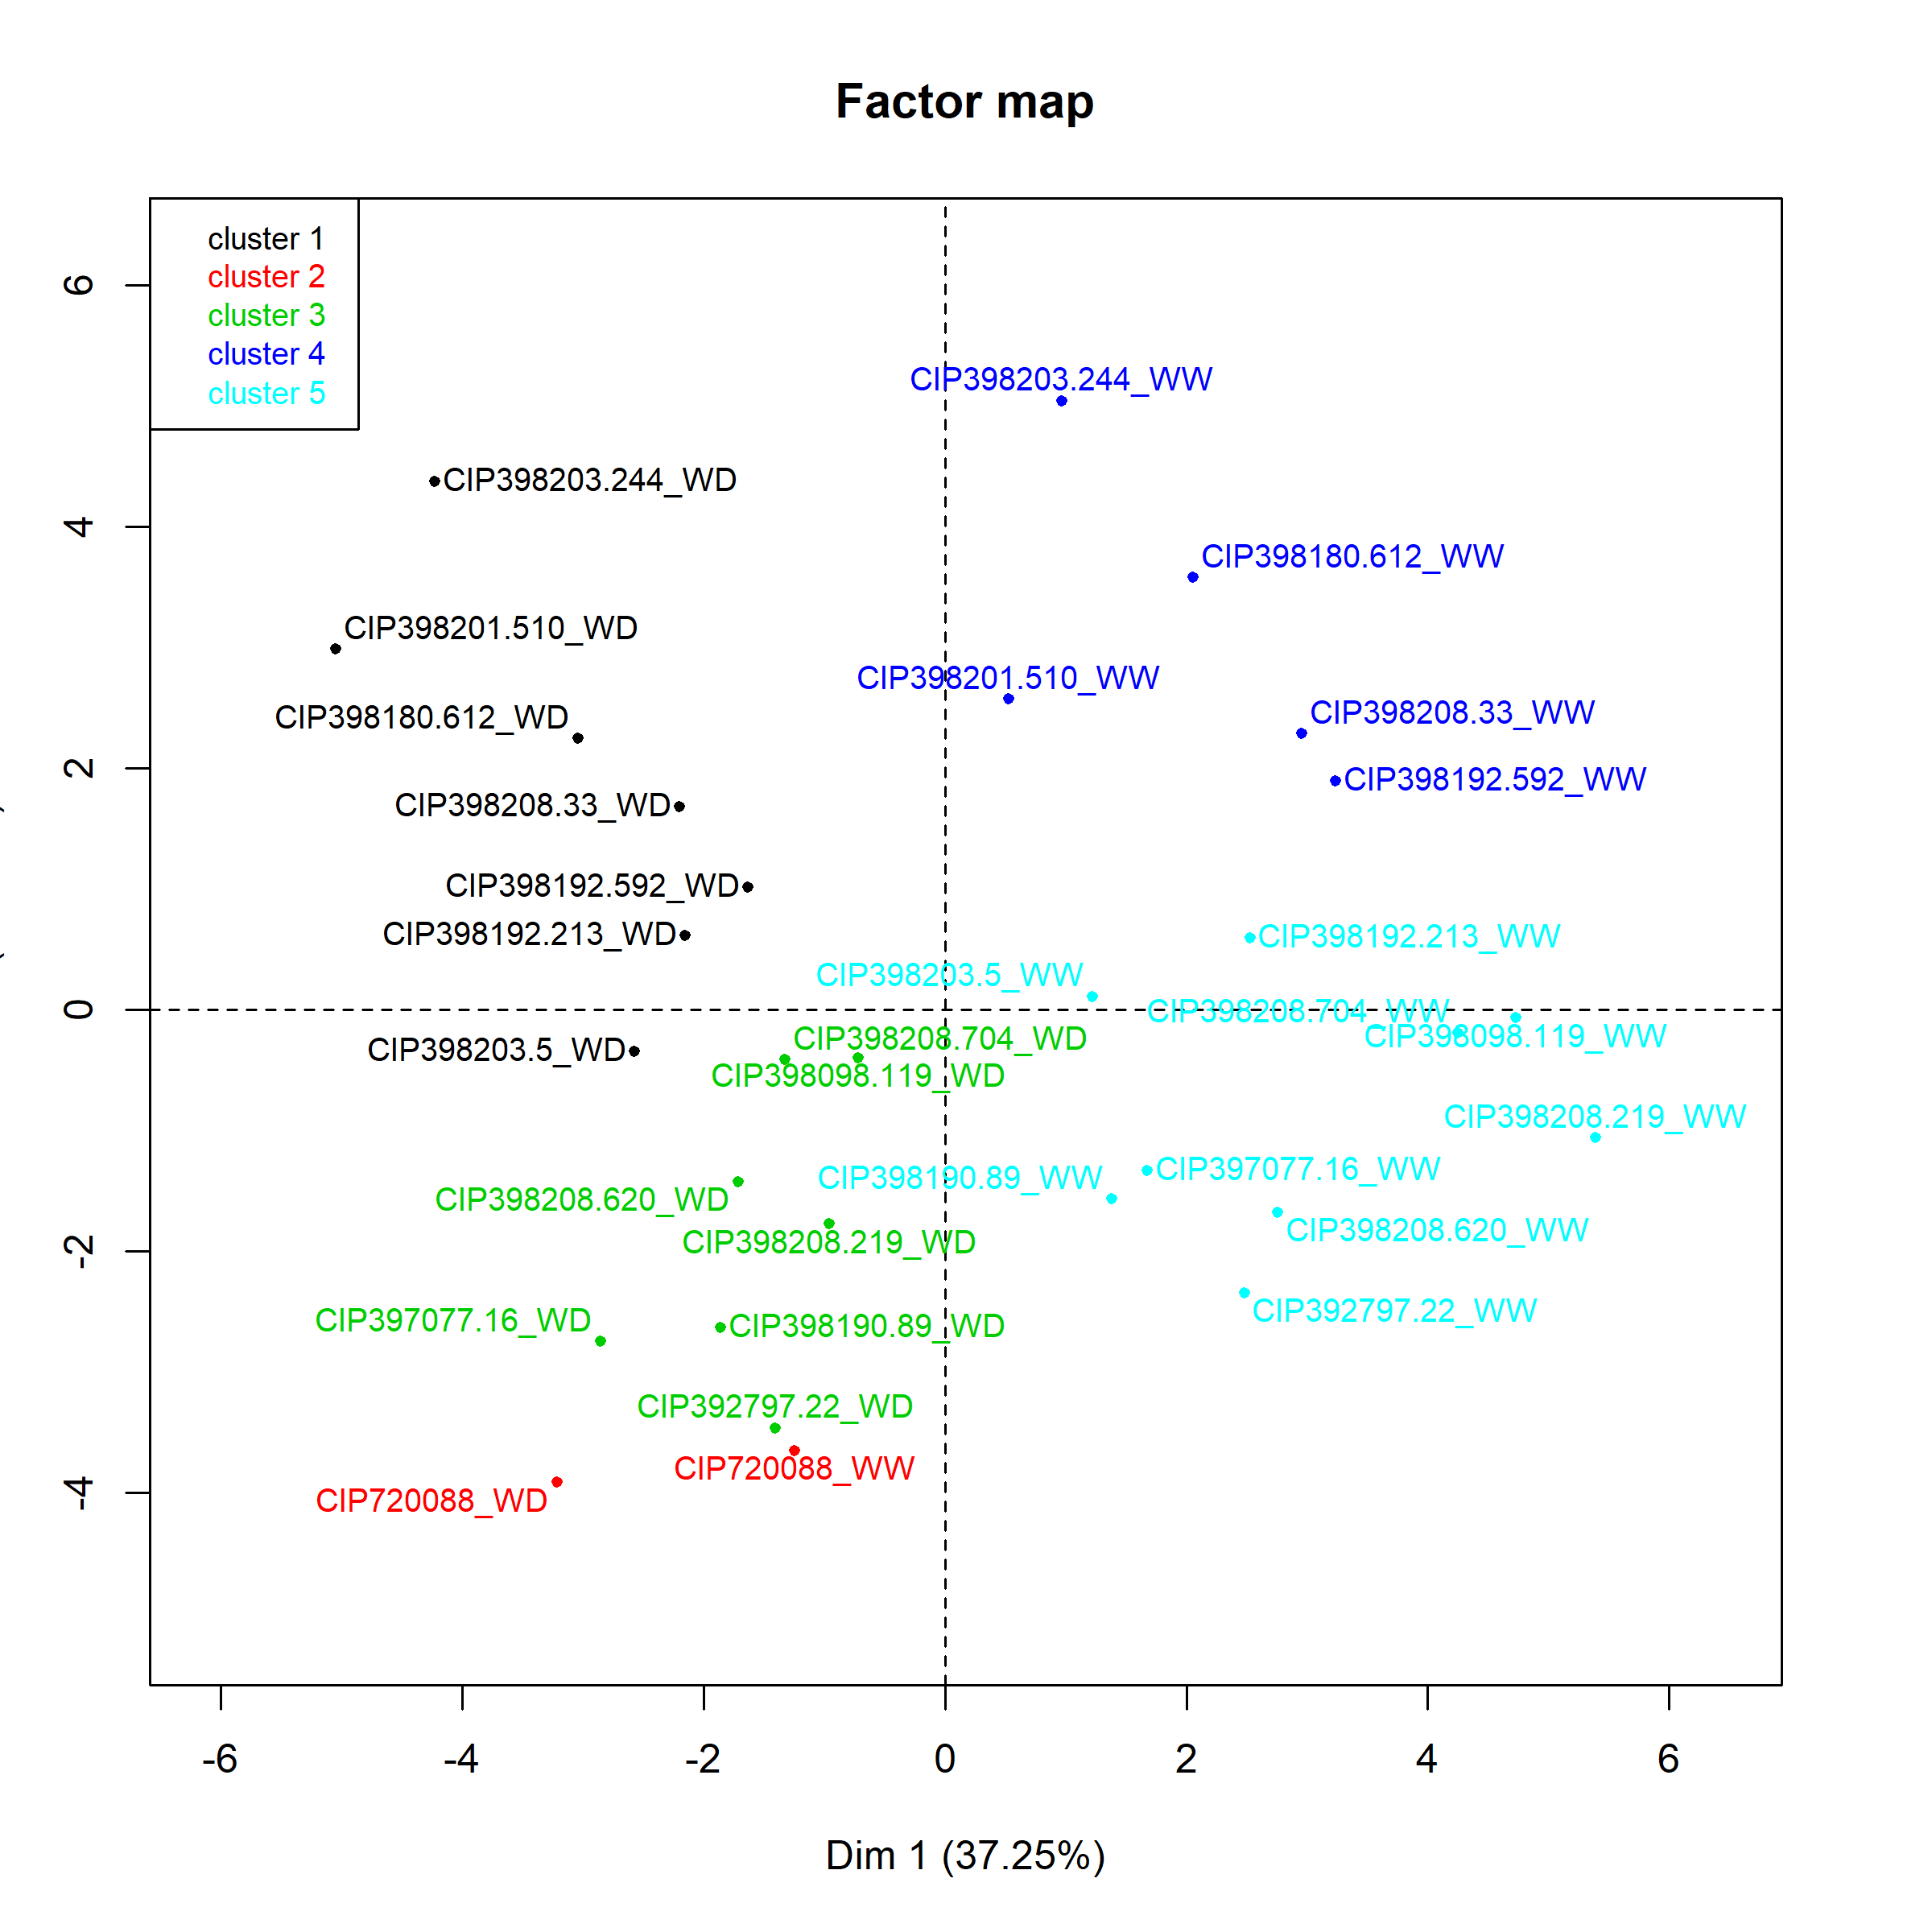 Factor map
cluster 1
cluster 2
cluster 3
cluster 4
cluster 5
6
4
2
0
-2
-4
CIP398203.244_WW
CIP398203.244_WD
CIP398180.612_WW
CIP398201.510_WD
CIP398201.510_WW
CIP398180.612_WD
CIP398208.33_WW
CIP398192.592_WW
CIP398208.33_WD
CIP398192.592_WD
CIP398192.213_WD
CIP398192.213_WW
CIP398203.5_WW
CIP398208.704_WW
CIP398098.119_WW
CIP398208.704_WD
CIP398203.5_WD
CIP398098.119_WD
CIP398208.219_WW
CIP397077.16_WW
CIP398190.89_WW
CIP398208.620_WD
CIP398208.620_WW
CIP398208.219_WD
CIP392797.22_WW
CIP397077.16_WD
CIP398190.89_WD
CIP392797.22_WD
CIP720088_WW
CIP720088_WD
-6 -4 -2 0 2 4 6
Dim 1 (37.25%)